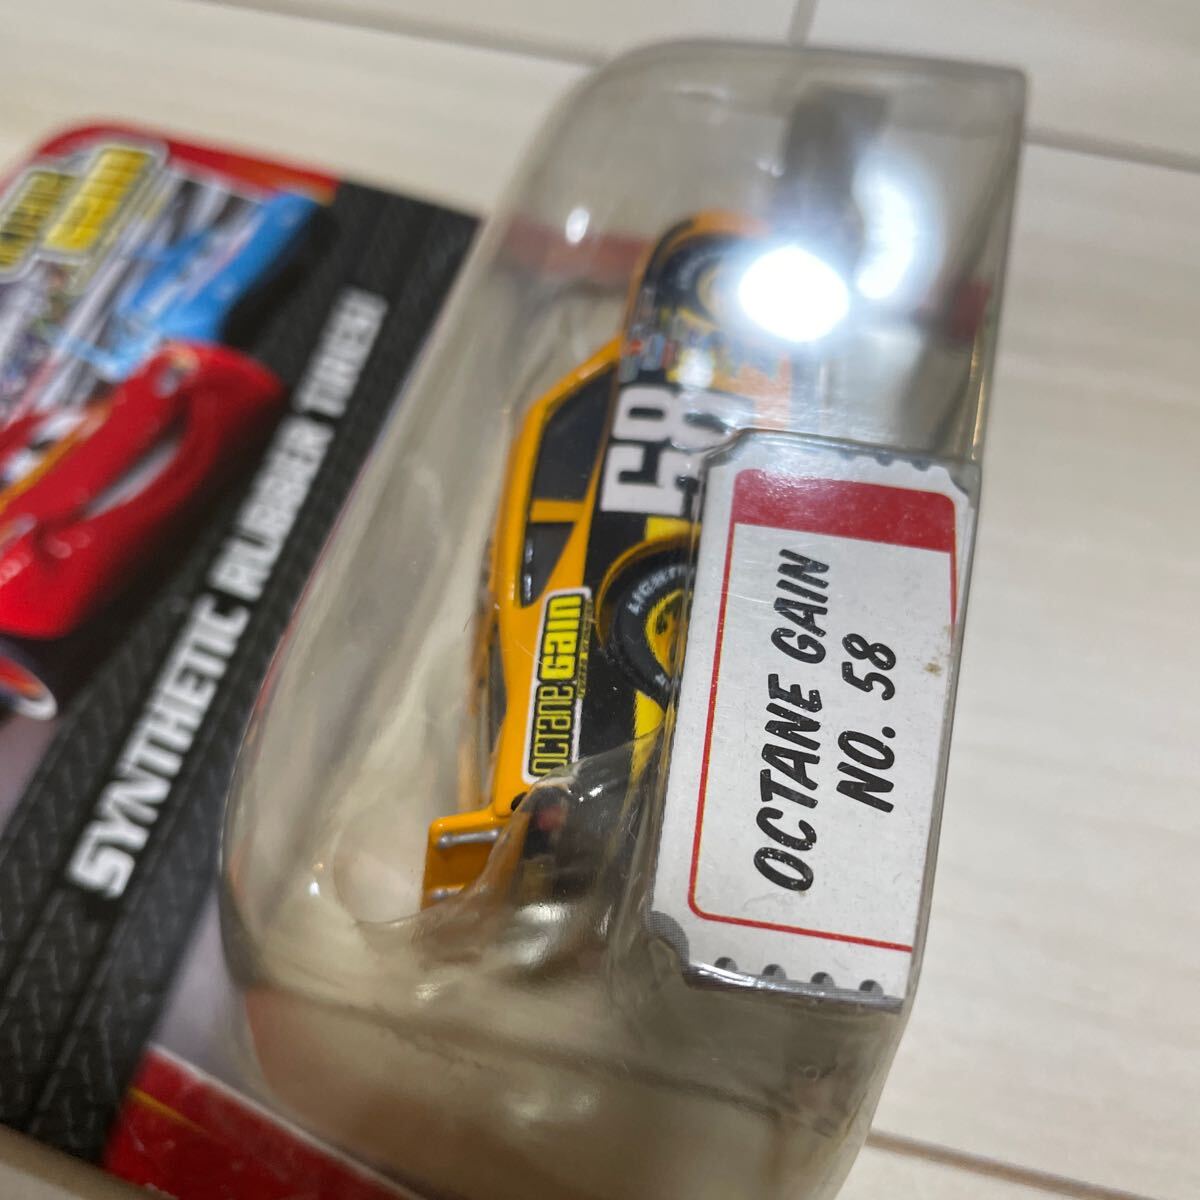 SYNTHETIC RUBBER TIRES!
58
OCTANE GAIN
OCTANE GAIN
NO. 58